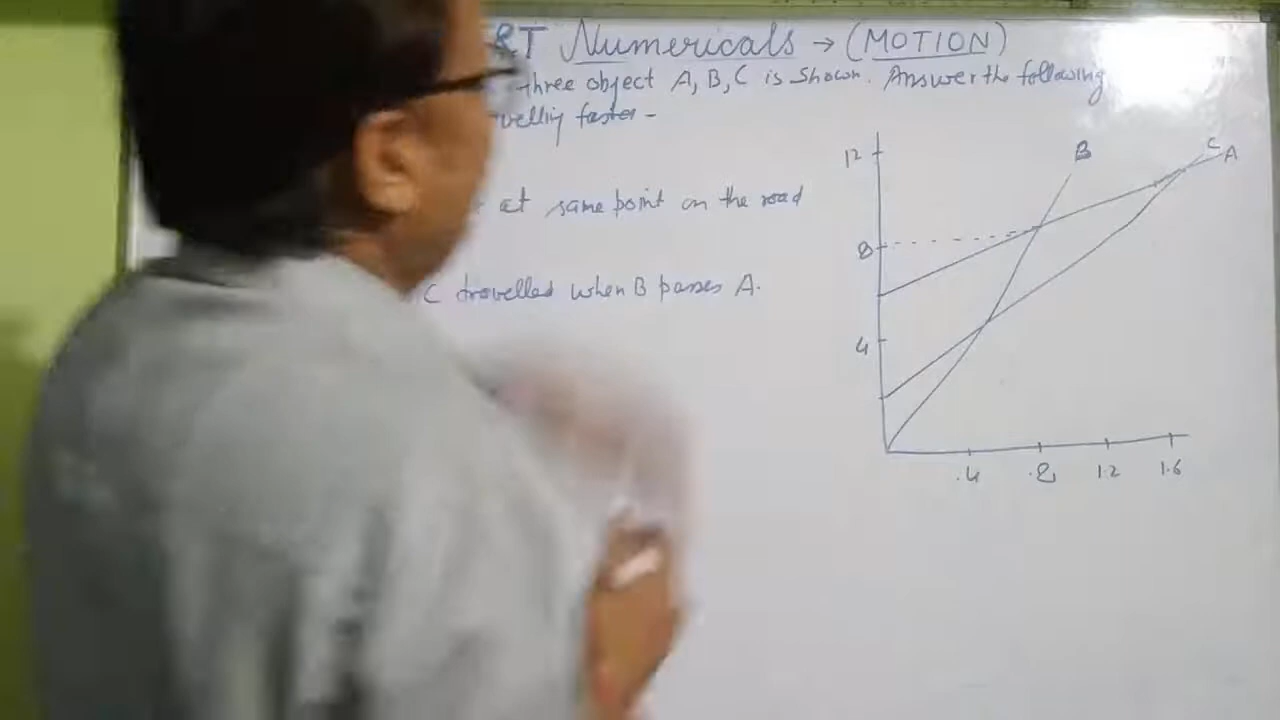 &T Numericals → (MOTION)
three object A, B, C is shown. Answer the following
velling faster -
at same point on the road
C travelled when B passes A.
12
B
C
A
8
4
.4 .8 1.2 1.6